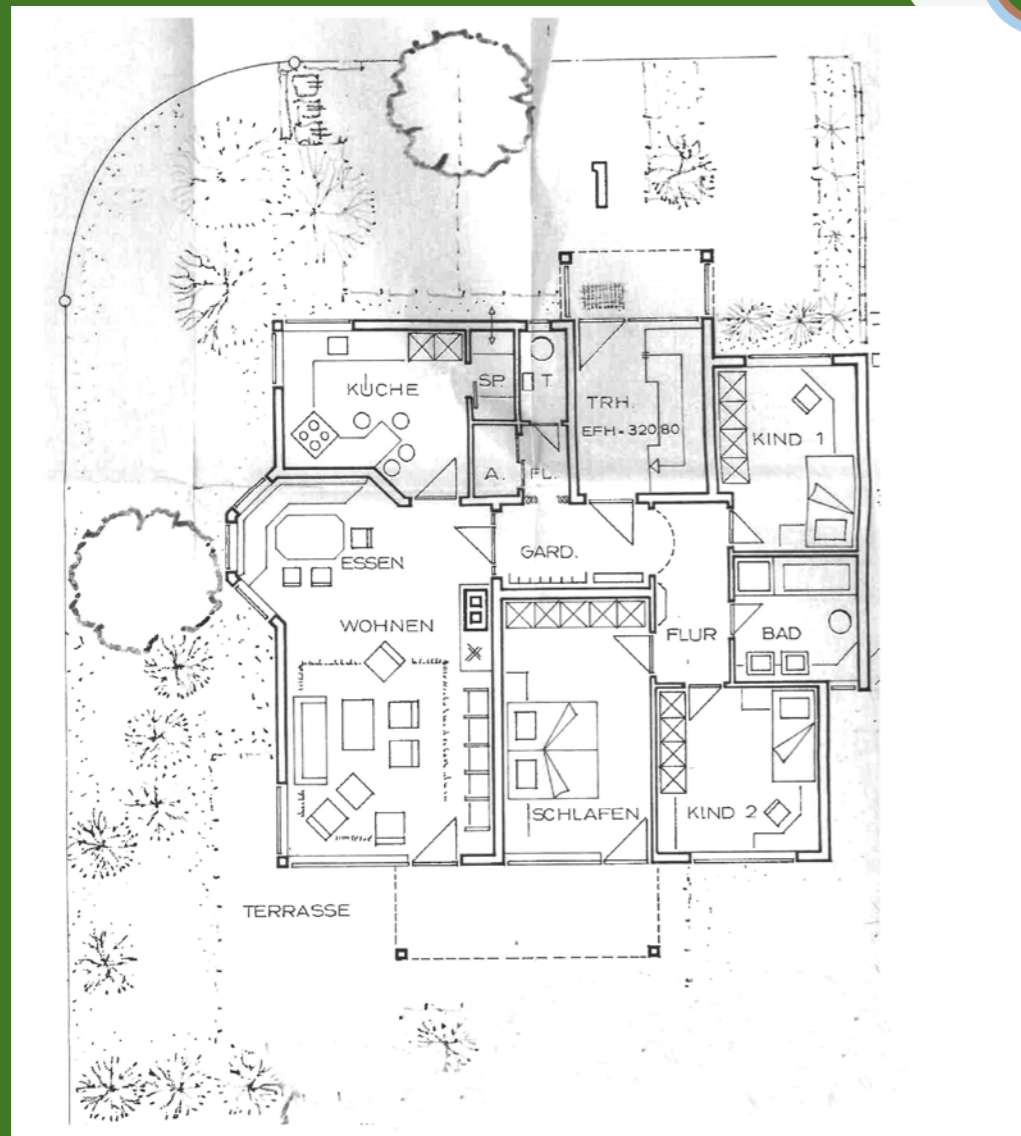 1
KÜCHE
SP.
T
TRH.
EFH-320.80
KIND 1
A.
FL.
GARD.
ESSEN
WOHNEN
FLUR
BAD
SCHLAFEN
KIND 2
TERRASSE